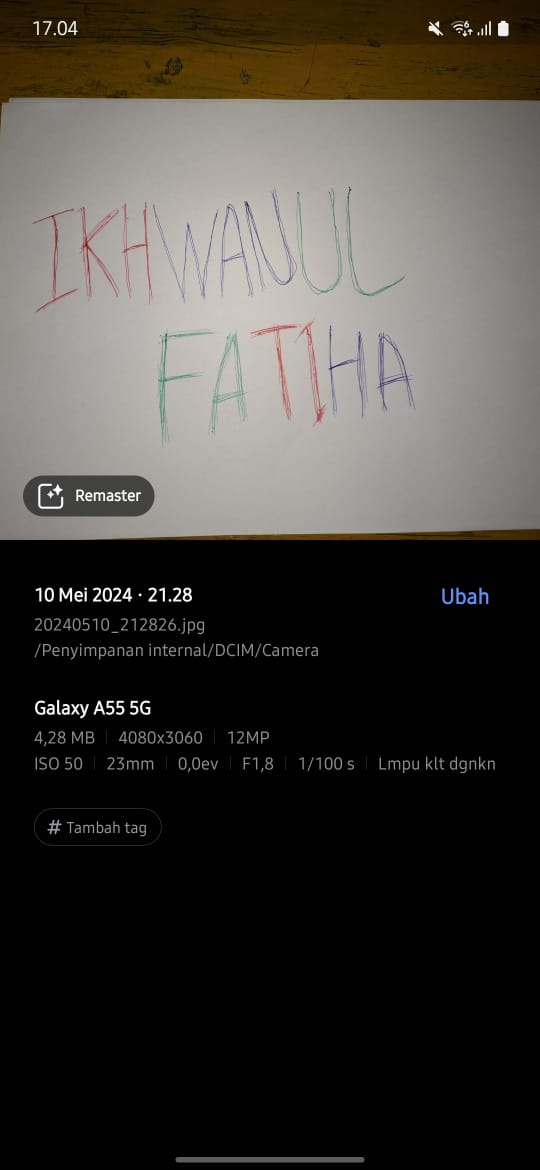 17.04
IKHWANUL
FATIHA
Remaster
10 Mei 2024 · 21.28
Ubah
20240510_212826.jpg
/Penyimpanan internal/DCIM/Camera
Galaxy A55 5G
4,28 MB | 4080x3060 | 12MP
ISO 50 | 23mm | 0,0ev | F1,8 | 1/100 s | Lmpu klt dgnkn
# Tambah tag